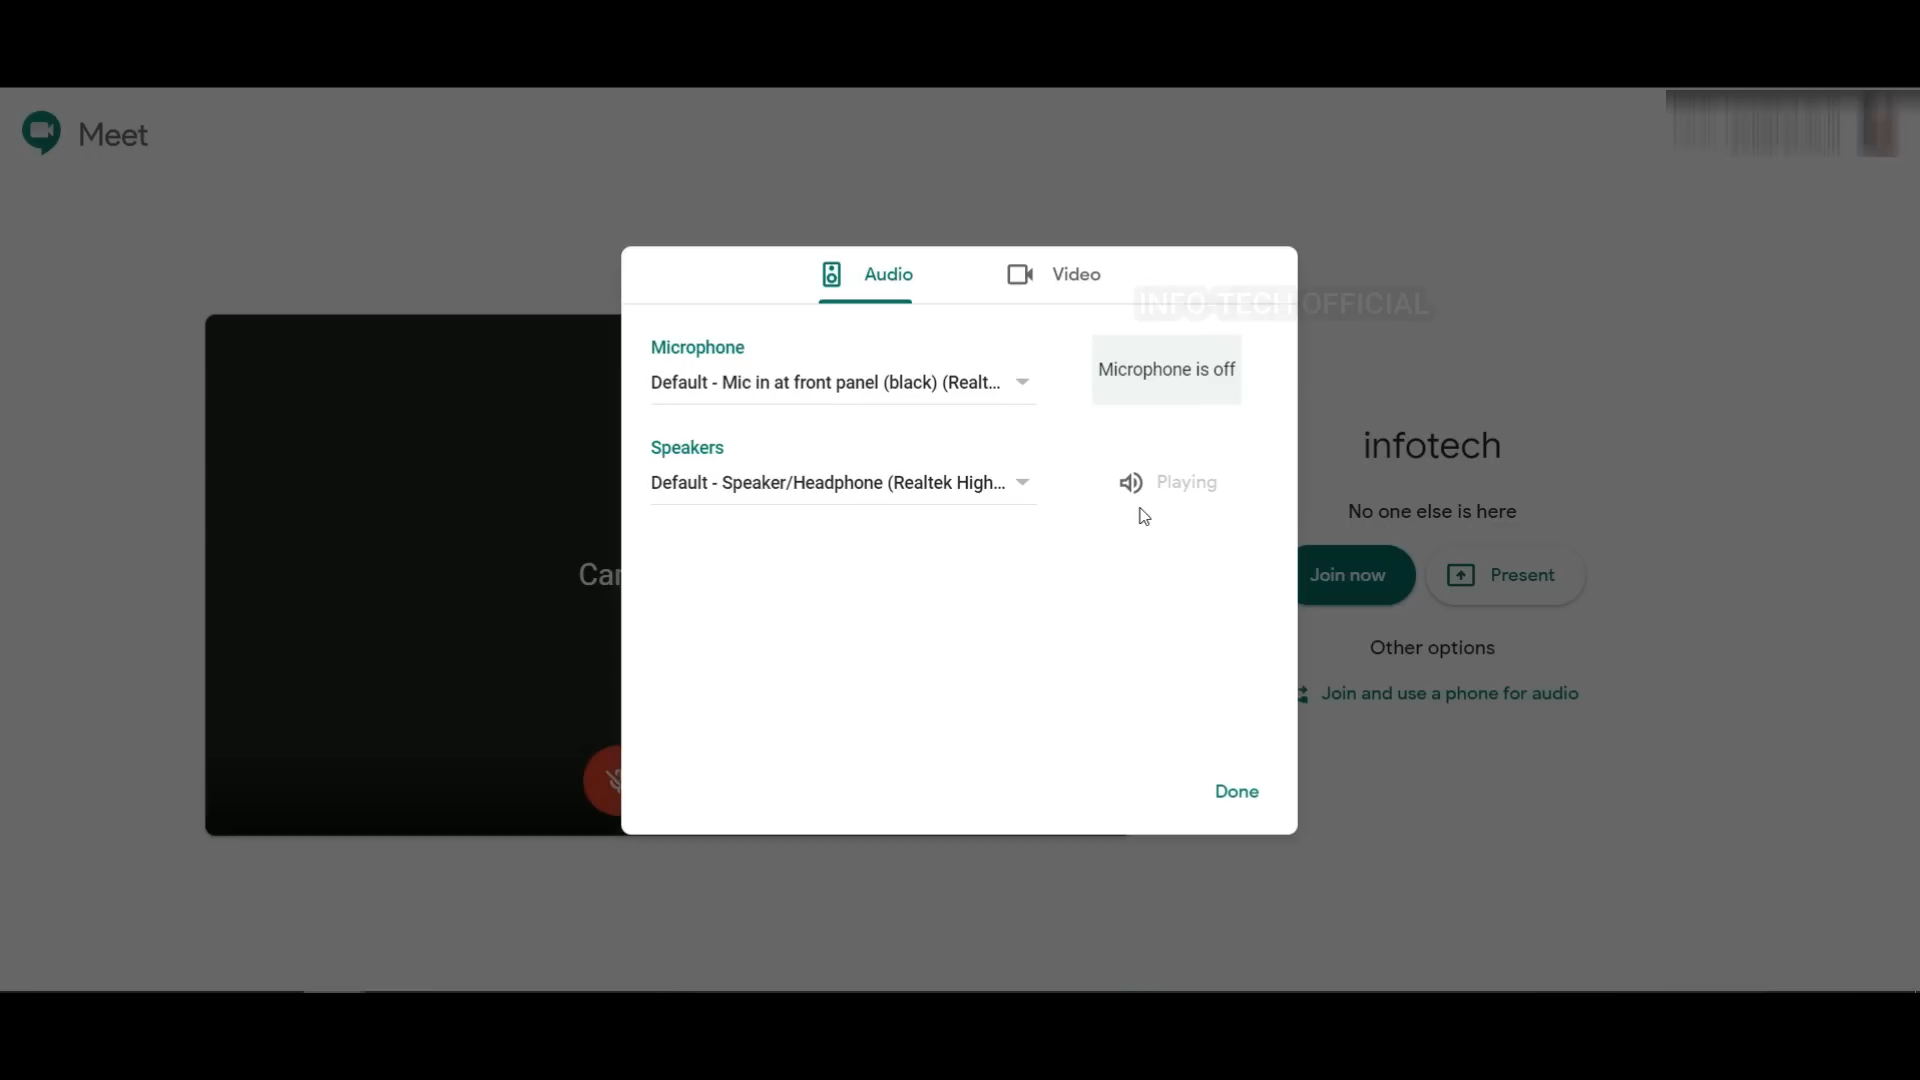 Meet
Audio
Video
INFO-TECH OFFICIAL
Microphone
Default - Mic in at front panel (black) (Realt...
Microphone is off
Speakers
Default - Speaker/Headphone (Realtek High...
Playing
Car
infotech
No one else is here
Join now
Present
Other options
Join and use a phone for audio
Done